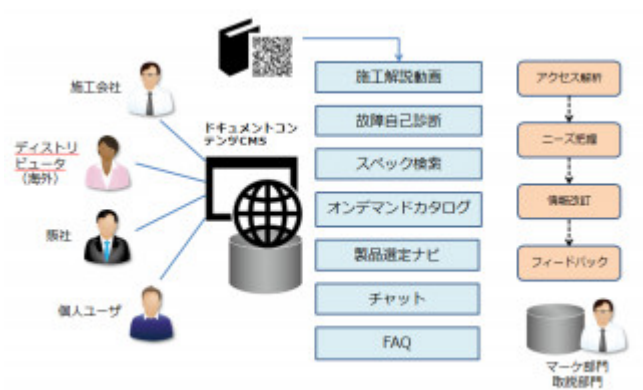 施工会社
ディストリ
ビュータ
(海外)
販社
個人ユーザ
ドキュメントコン
テンツCMS
施工解説動画
故障自己診断
スペック検索
オンデマンドカタログ
製品選定ナビ
チャット
FAQ
アクセス解析
ニーズ把握
情報改訂
フィードバック
マーケ部門
取説部門